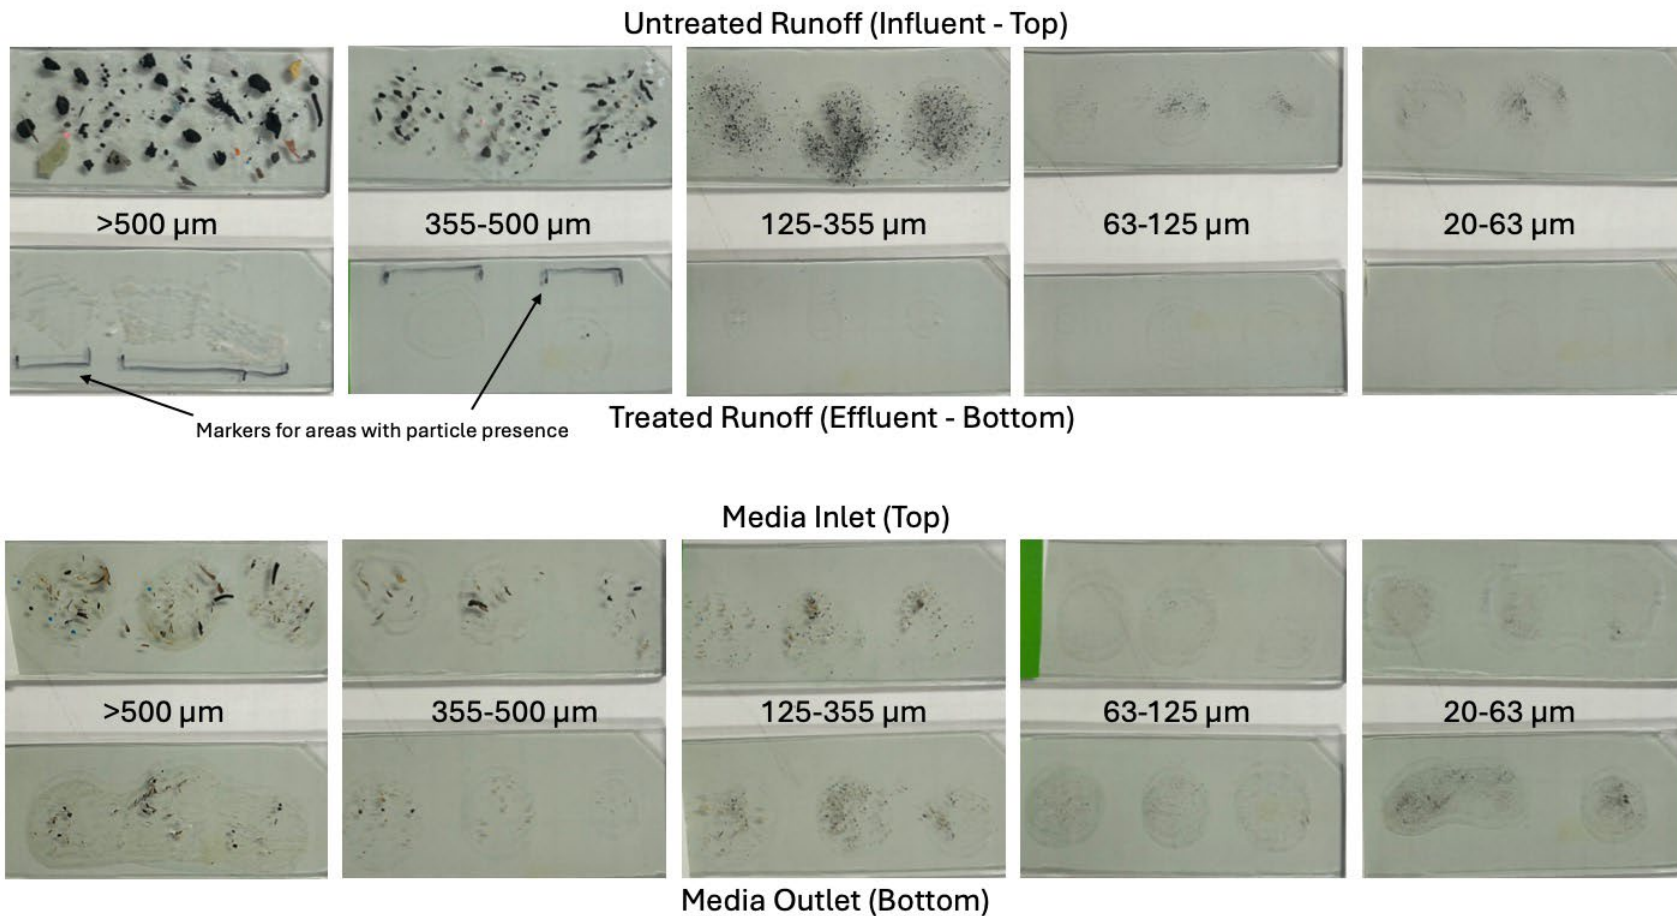 Untreated Runoff (Influent - Top)
>500 µm
355-500 µm
125-355 µm
63-125 µm
20-63 µm
Markers for areas with particle presence
Treated Runoff (Effluent - Bottom)
Media Inlet (Top)
>500 µm
355-500 µm
125-355 µm
63-125 µm
20-63 µm
Media Outlet (Bottom)